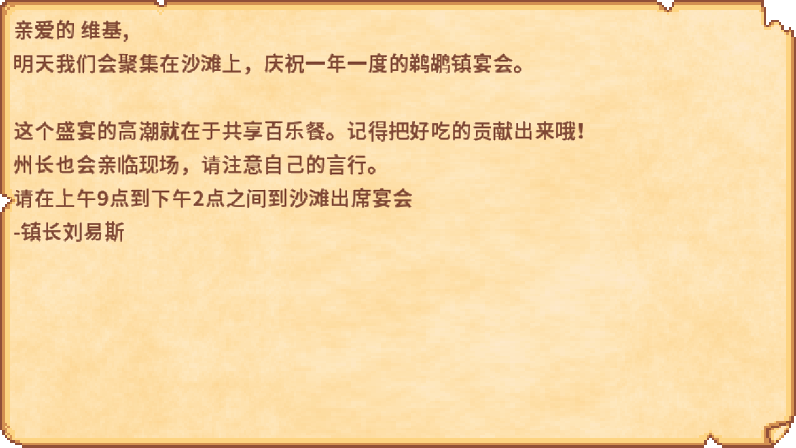 亲爱的 维基,
明天我们会聚集在沙滩上，庆祝一年一度的鹈鹕镇宴会。
这个盛宴的高潮就在于共享百乐餐。记得把好吃的贡献出来哦!
州长也会亲临现场，请注意自己的言行。
请在上午9点到下午2点之间到沙滩出席宴会
-镇长刘易斯